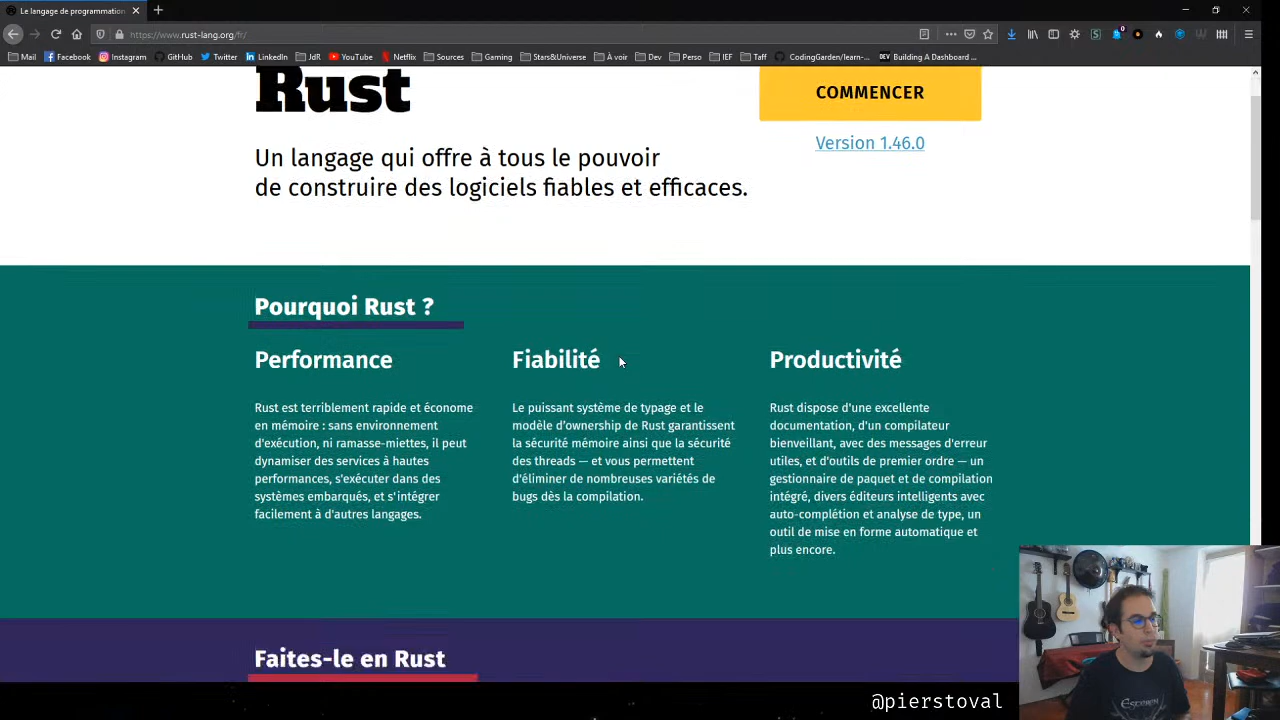 Le langage de programmation
https://www.rust-lang.org/fr/
Mail Facebook Instagram GitHub Twitter LinkedIn JdR YouTube Netflix Sources Gaming Stars&Universe À voir Dev Perso IEF Taff CodingGarden/learn-... Building A Dashboard ...
Rust
COMMENCER
Version 1.46.0
Un langage qui offre à tous le pouvoir
de construire des logiciels fiables et efficaces.
Pourquoi Rust ?
Performance
Rust est terriblement rapide et économe
en mémoire : sans environnement
d'exécution, ni ramasse-miettes, il peut
dynamiser des services à hautes
performances, s'exécuter dans des
systèmes embarqués, et s'intégrer
facilement à d'autres langages.
Fiabilité
Le puissant système de typage et le
modèle d'ownership de Rust garantissent
la sécurité mémoire ainsi que la sécurité
des threads — et vous permettent
d'éliminer de nombreuses variétés de
bugs dès la compilation.
Productivité
Rust dispose d'une excellente
documentation, d'un compilateur
bienveillant, avec des messages d'erreur
utiles, et d'outils de premier ordre — un
gestionnaire de paquet et de compilation
intégré, divers éditeurs intelligents avec
auto-complétion et analyse de type, un
outil de mise en forme automatique et
plus encore.
Faites-le en Rust
@pierstoval